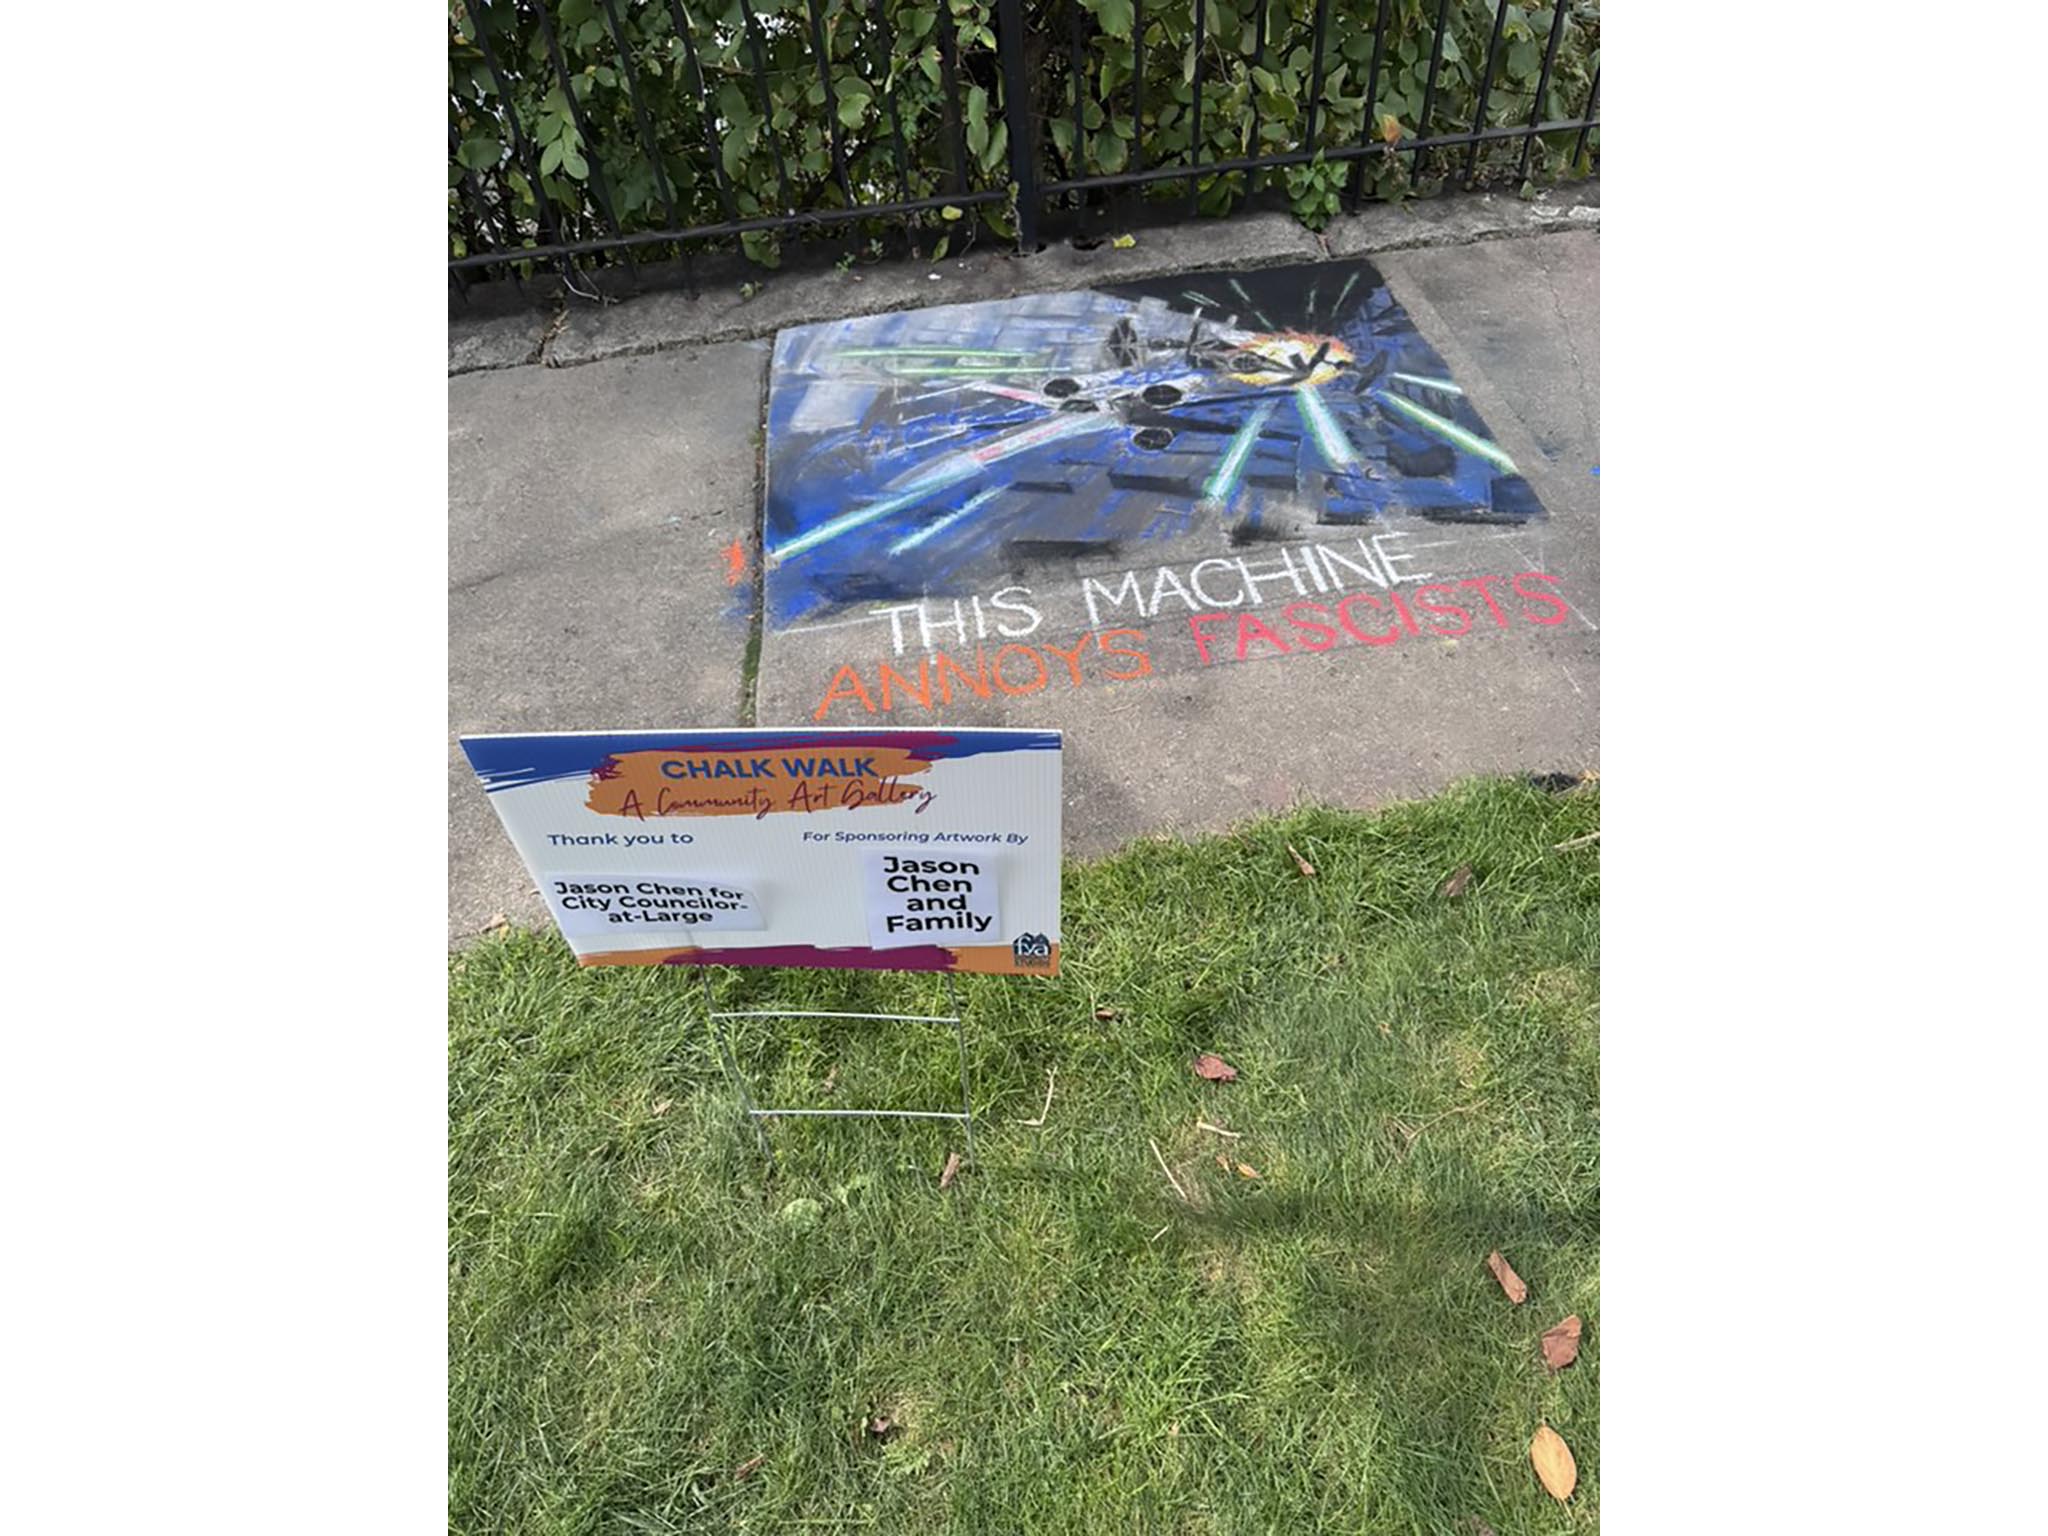 THIS MACHINE
ANNOYS FASCISTS
CHALK WALK
A Community Art Gallery
Thank you to
For Sponsoring Artwork By
Jason Chen for
City Councilor-
at-Large
Jason
Chen
and
Family
fya